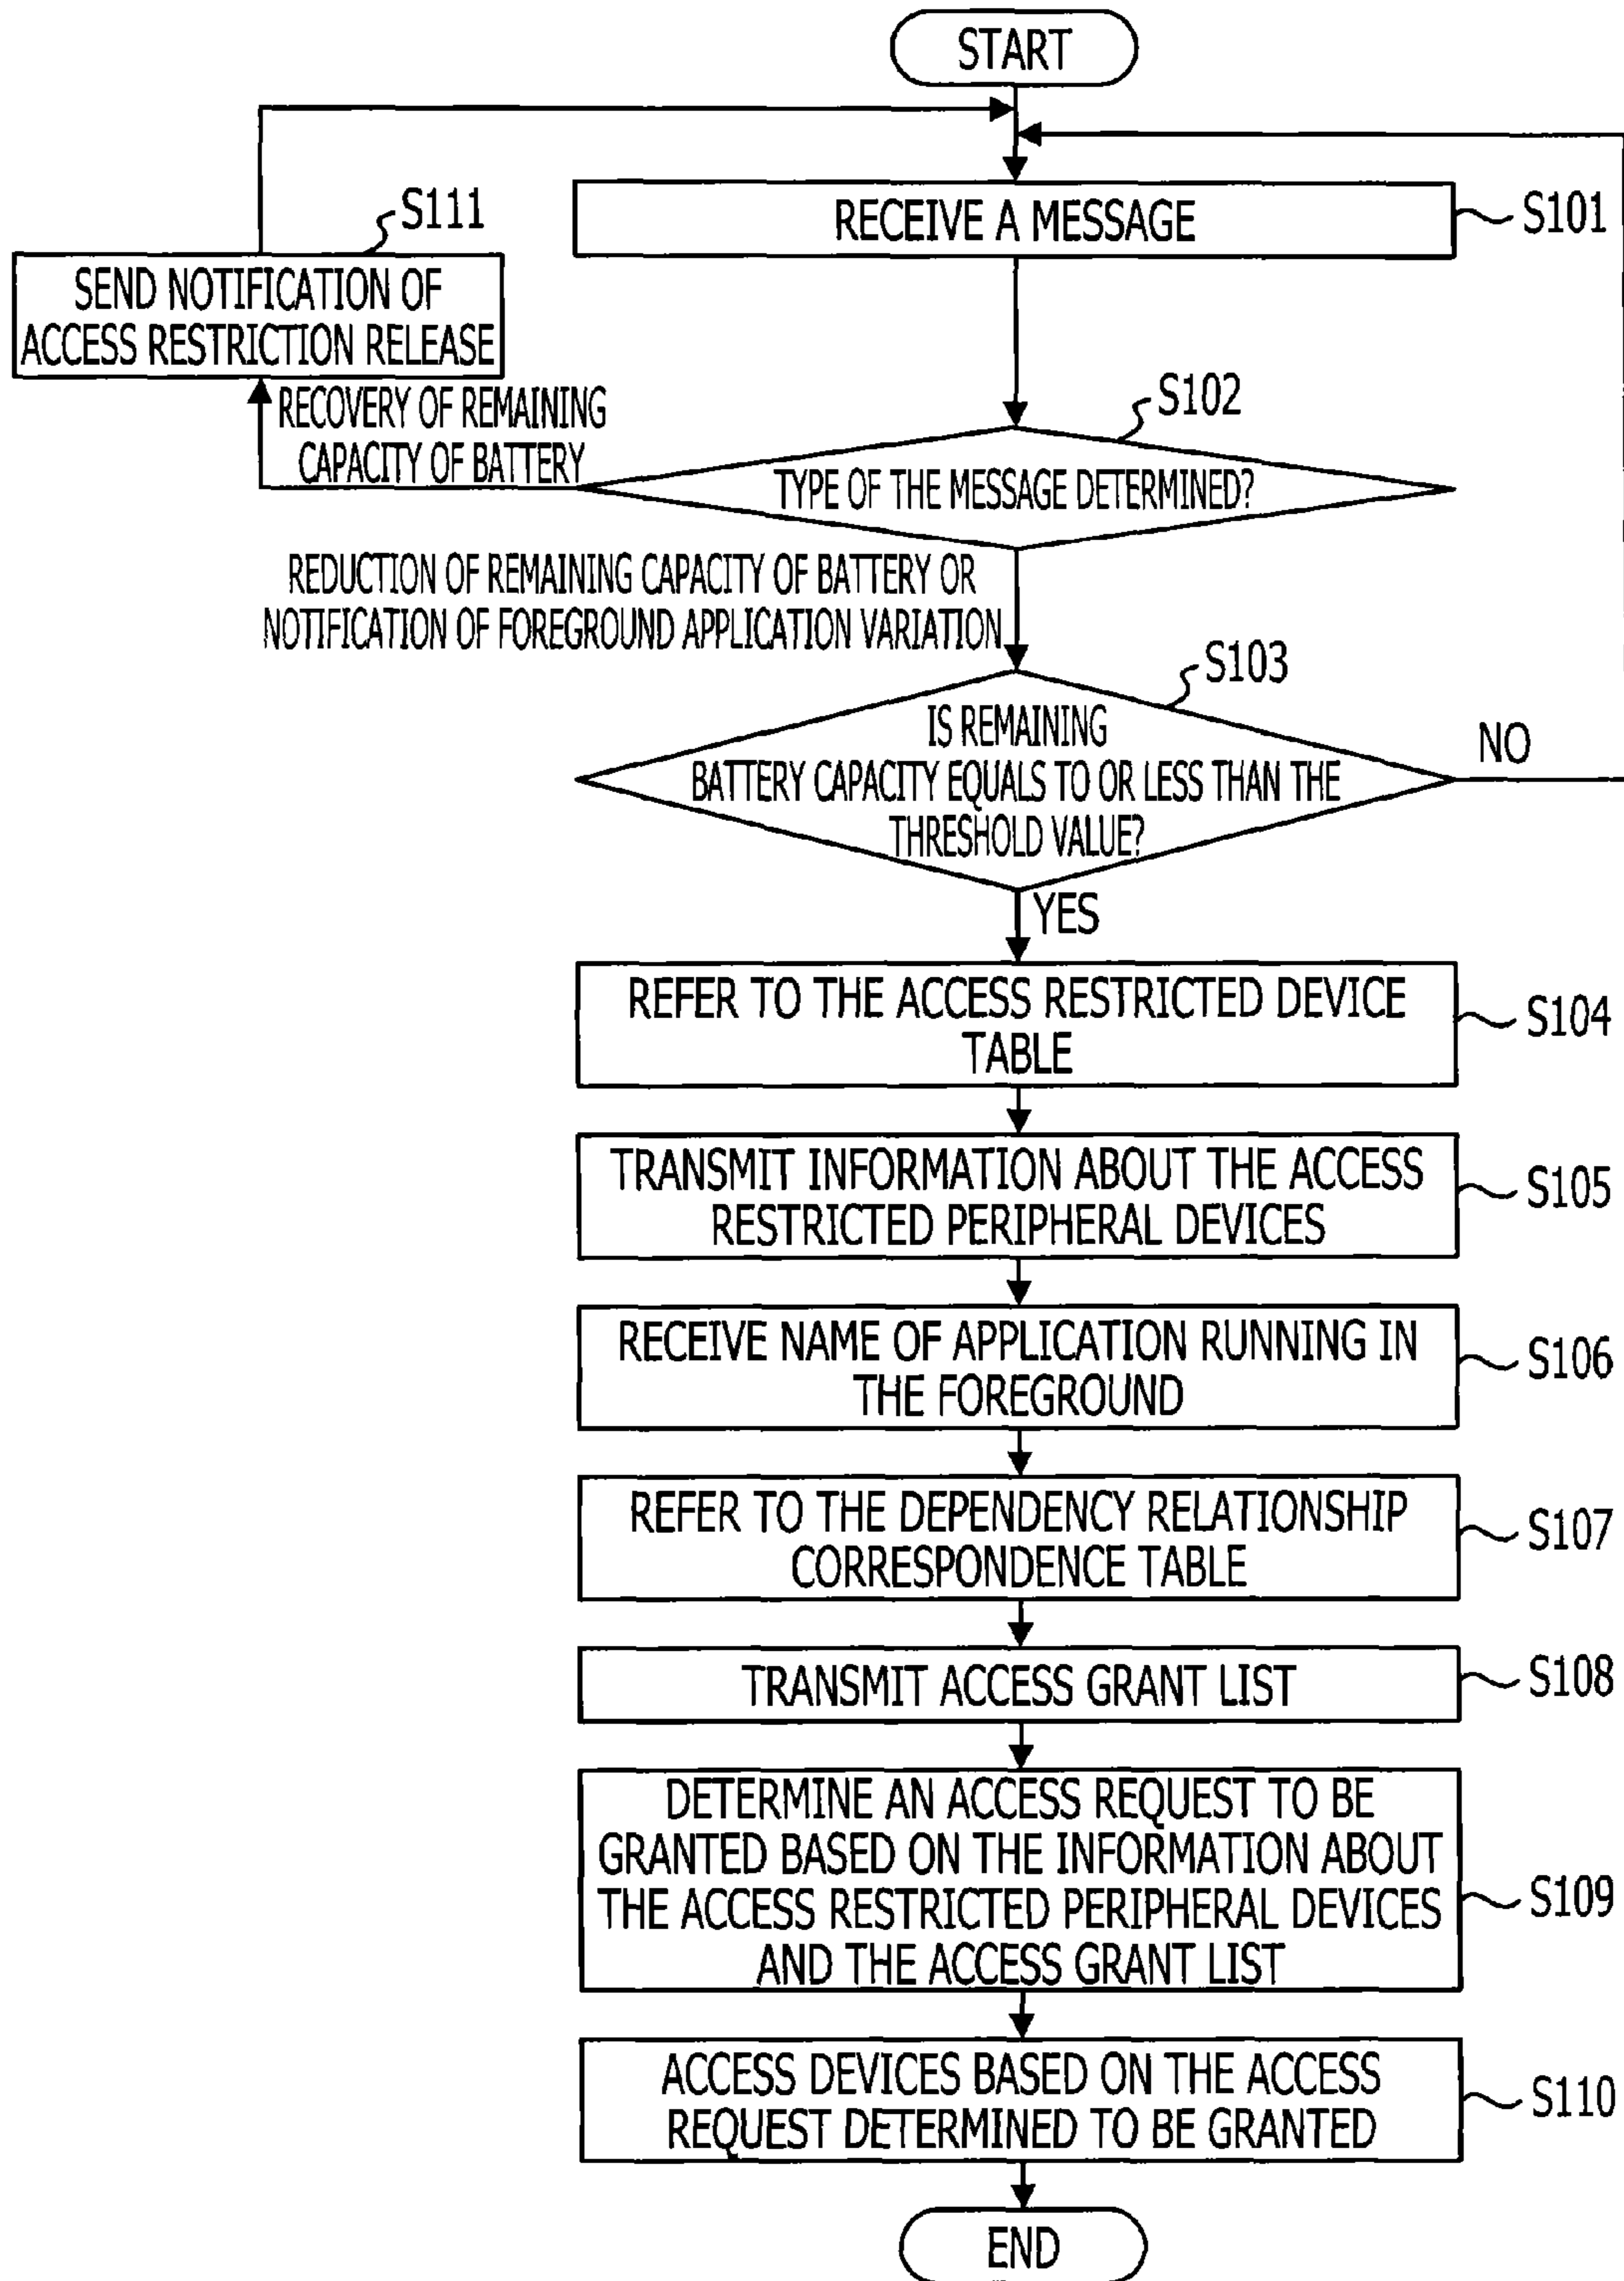 START
S111
RECEIVE A MESSAGE
S101
SEND NOTIFICATION OF
ACCESS RESTRICTION RELEASE
RECOVERY OF REMAINING
CAPACITY OF BATTERY
S102
TYPE OF THE MESSAGE DETERMINED?
REDUCTION OF REMAINING CAPACITY OF BATTERY OR
NOTIFICATION OF FOREGROUND APPLICATION VARIATION
S103
IS REMAINING
BATTERY CAPACITY EQUALS TO OR LESS THAN THE
THRESHOLD VALUE?
NO
YES
REFER TO THE ACCESS RESTRICTED DEVICE
TABLE
S104
TRANSMIT INFORMATION ABOUT THE ACCESS
RESTRICTED PERIPHERAL DEVICES
S105
RECEIVE NAME OF APPLICATION RUNNING IN
THE FOREGROUND
S106
REFER TO THE DEPENDENCY RELATIONSHIP
CORRESPONDENCE TABLE
S107
TRANSMIT ACCESS GRANT LIST
S108
DETERMINE AN ACCESS REQUEST TO BE
GRANTED BASED ON THE INFORMATION ABOUT
THE ACCESS RESTRICTED PERIPHERAL DEVICES
AND THE ACCESS GRANT LIST
S109
ACCESS DEVICES BASED ON THE ACCESS
REQUEST DETERMINED TO BE GRANTED
S110
END